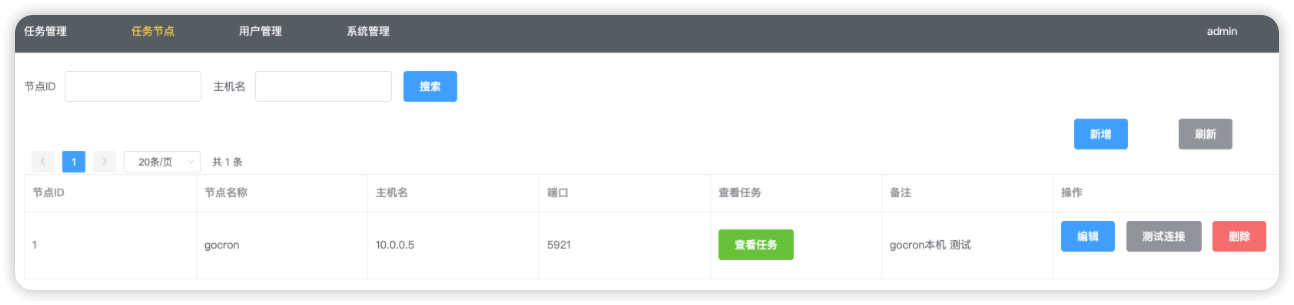 任务管理 任务节点 用户管理 系统管理 admin
节点ID 主机名 搜索
新增 刷新
1 20条/页 共 1 条
节点ID 节点名称 主机名 端口 查看任务 备注 操作
1 gocron 10.0.0.5 5921 查看任务 gocron本机 测试 编辑 测试连接 删除